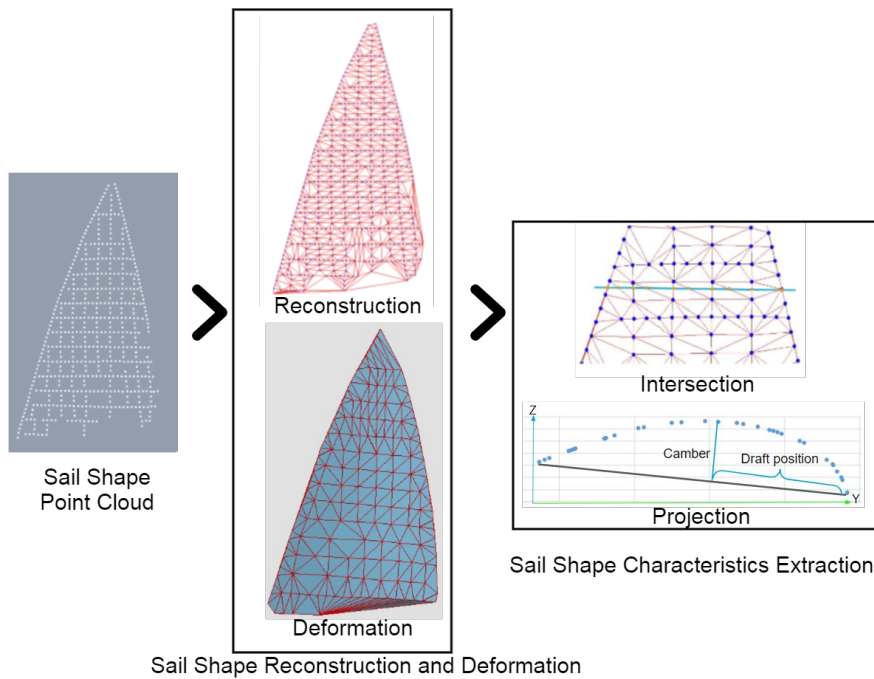 Sail Shape
Point Cloud
Reconstruction
Deformation
Sail Shape Reconstruction and Deformation
Intersection
Z
Camber
Draft position
Y
Projection
Sail Shape Characteristics Extraction